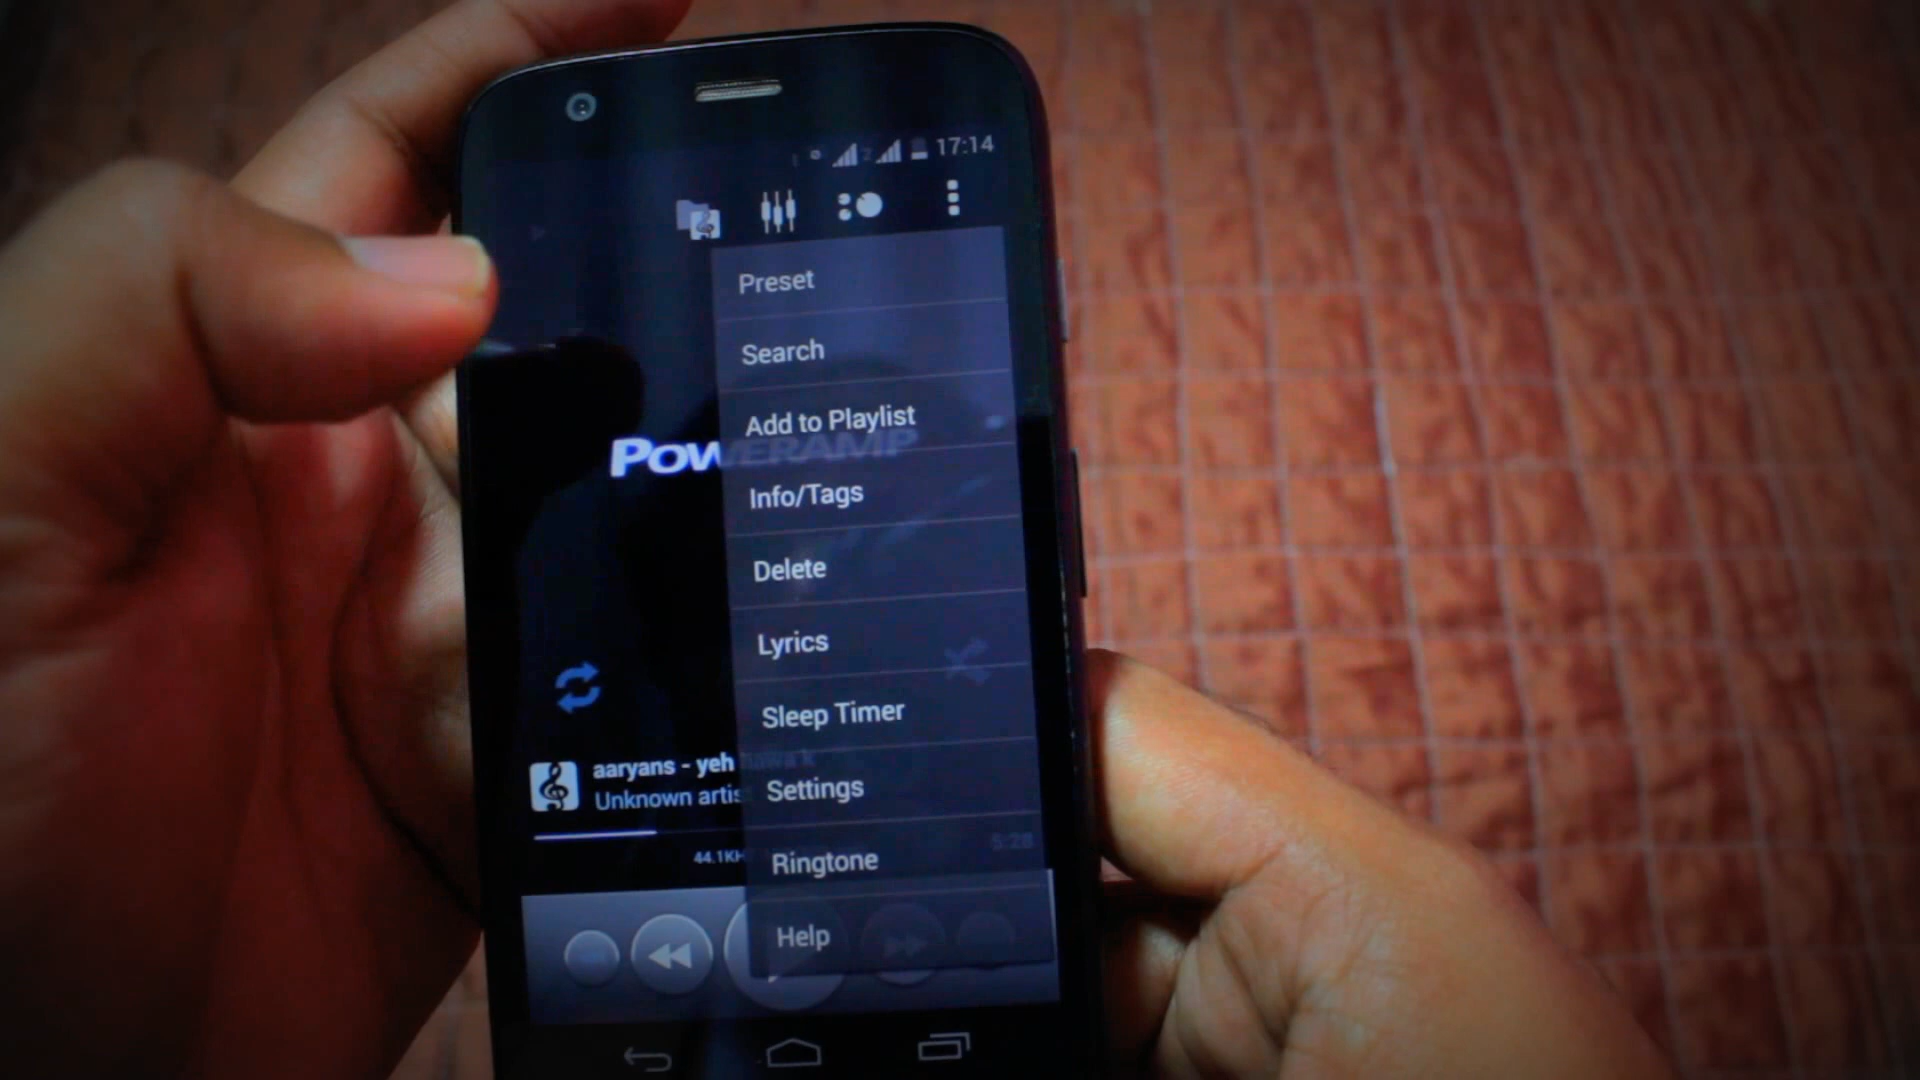 17:14
Preset
Search
Add to Playlist
POWERAMP
Info/Tags
Delete
Lyrics
Sleep Timer
aaryans - yeh
Unknown artis
Settings
5:28
44.1KH
Ringtone
Help